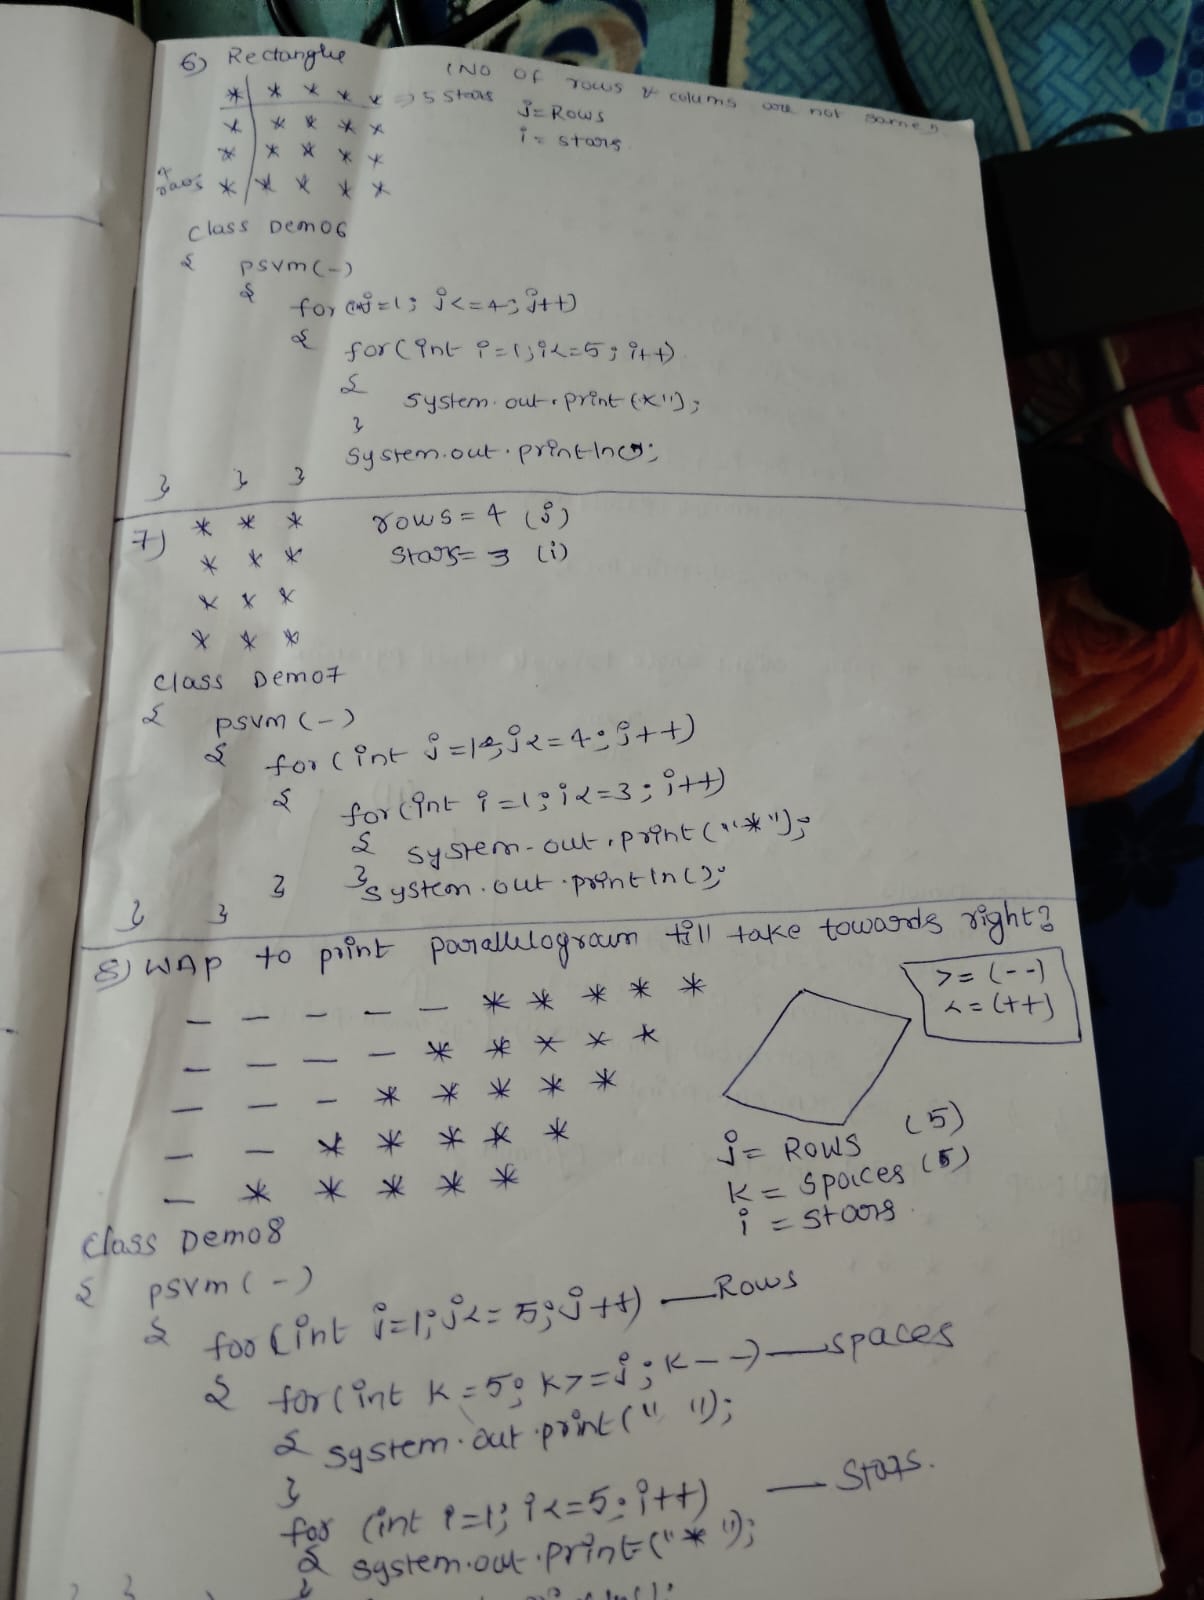 6) Rectangle (No of rows & colums are not same)
* * * * * => 5 Stars j = Rows
* * * * * i = stars
* * * * *
4 rows * * * * *
class Demo6
{ psvm(-)
{ for (int j=1; j<=4; j++)
{ for (int i=1; i<=5; i++)
{ system.out.print(*");
}
system.out.println();
} } }
7) * * * rows = 4 (j)
* * * stars = 3 (i)
* * *
* * *
class Demo7
{ psvm(-)
{ for (int j=1; j<=4; j++)
{ for (int i=1; i<=3; i++)
{ system.out.print("*");
} system.out.println();
} } }
8) WAP to print parallelogram till take towards right?
_ _ _ _ _ * * * * * >= (--)
_ _ _ _ * * * * * <= (++)
_ _ _ * * * * *
_ _ * * * * * j = Rows (5)
_ * * * * * k = Spaces (5)
i = stars.
class Demo8
{ psvm(-)
{ for (int j=1; j<=5; j++) — Rows
{ for (int k=5; k>=j; k--) — spaces
{ system.out.print(" ");
}
for (int i=1; i<=5; i++) — Stars.
{ system.out.print("*");
}